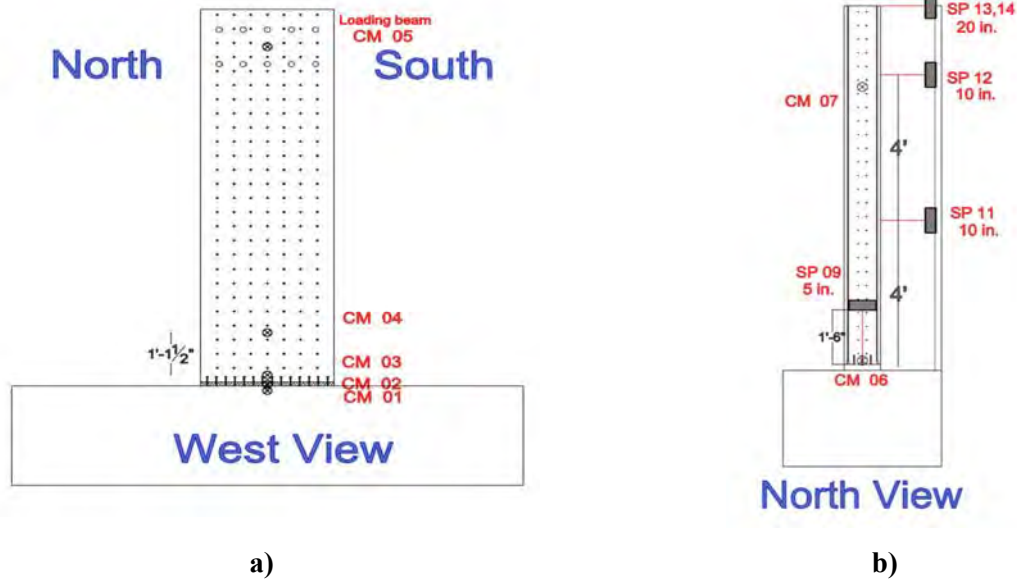 Loading beam
CM 05
North
South
CM 04
1'-1½"
CM 03
CM 02
CM 01
West View
a)
SP 13,14
20 in.
SP 12
10 in.
CM 07
4'
SP 11
10 in.
SP 09
5 in.
4'
1'-6"
CM 06
North View
b)